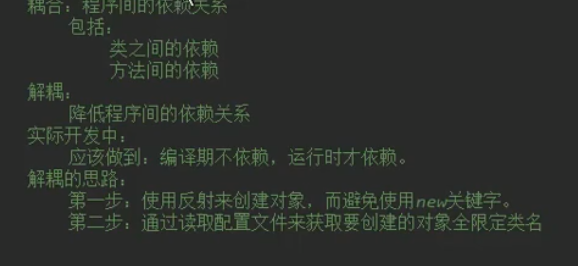 耦合：程序间的依赖关系
包括：
类之间的依赖
方法间的依赖
解耦：
降低程序间的依赖关系
实际开发中：
应该做到：编译期不依赖，运行时才依赖。
解耦的思路：
第一步：使用反射来创建对象，而避免使用new关键字。
第二步：通过读取配置文件来获取要创建的对象全限定类名